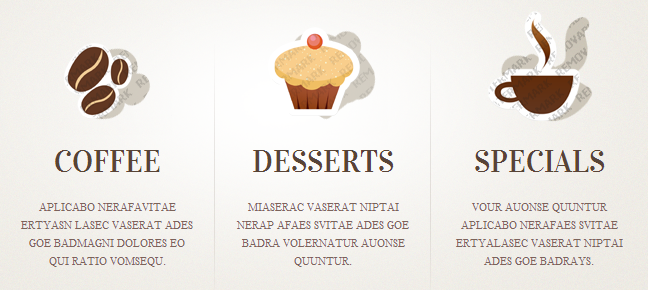 COFFEE
APLICABO NERAFAVITAE
ERTYASN LASEC VASERAT ADES
GOE BADMAGNI DOLORES EO
QUI RATIO VOMSEQU.
DESSERTS
MIASERAC VASERAT NIPTAI
NERAP AFAES SVITAE ADES GOE
BADRA VOLERNATUR AUONSE
QUUNTUR.
SPECIALS
VOUR AUONSE QUUNTUR
APLICABO NERAFAES SVITAE
ERTYALASEC VASERAT NIPTAI
ADES GOE BADRAYS.